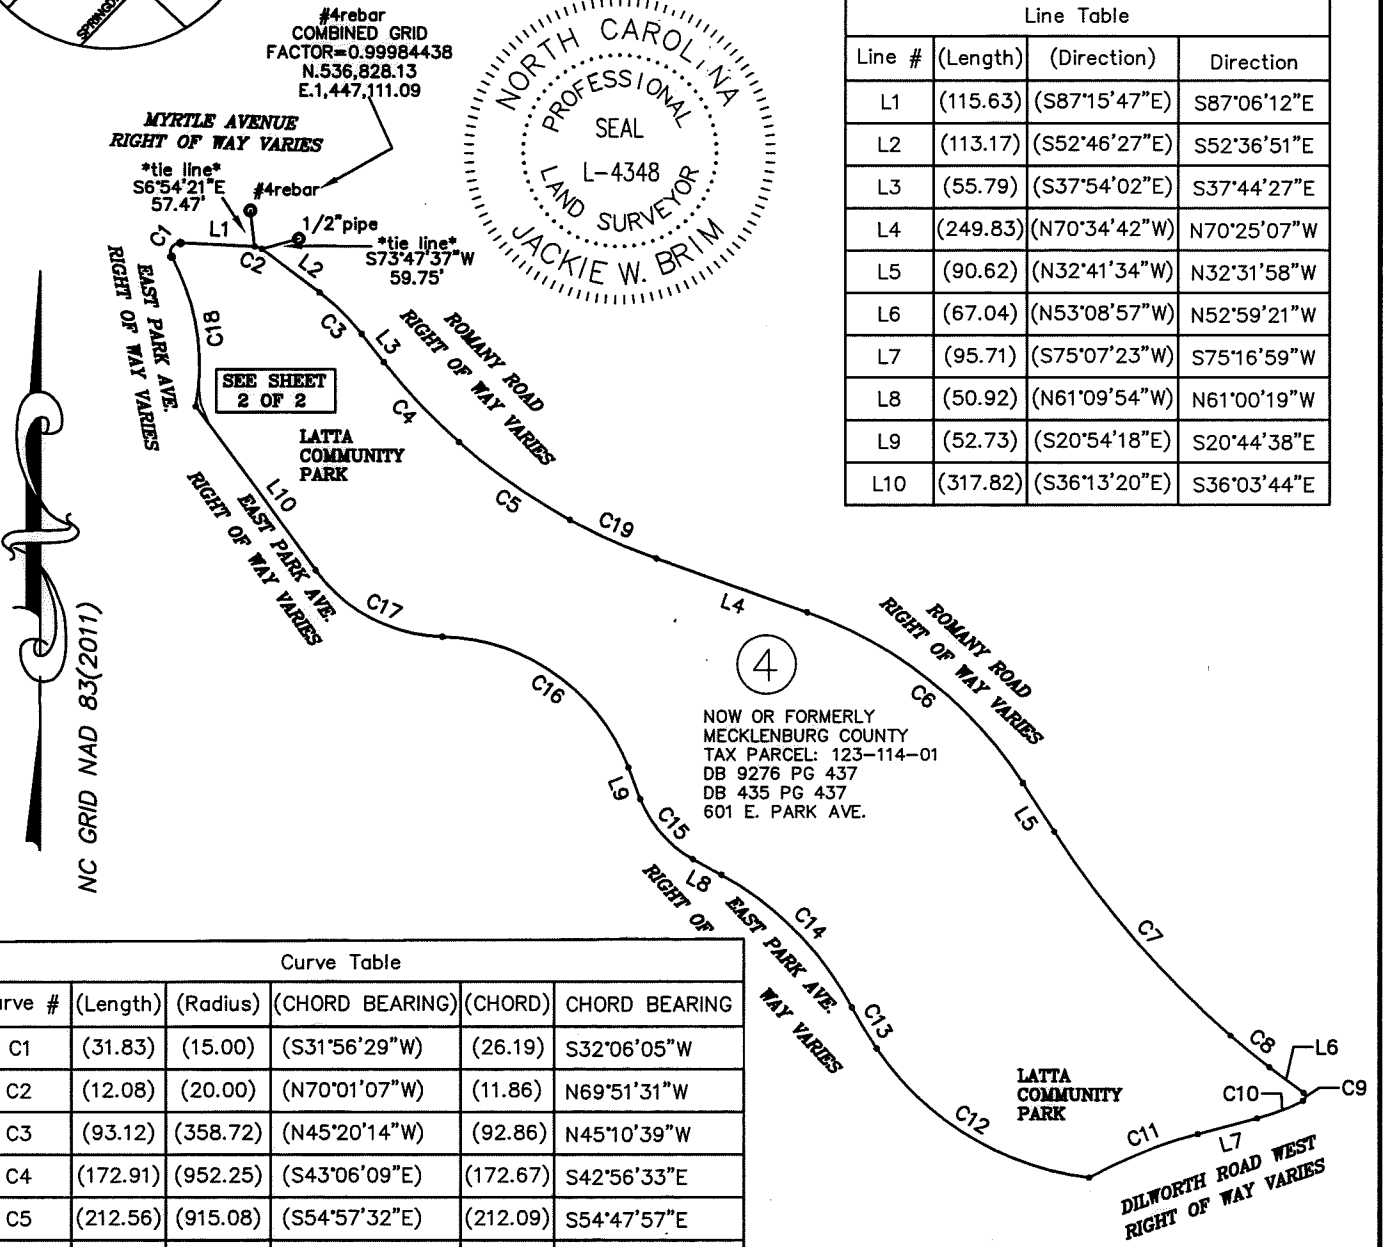 #4rebar
COMBINED GRID
FACTOR=0.99984438
N.536,828.13
E.1,447,111.09
MYRTLE AVENUE
RIGHT OF WAY VARIES
*tie line*
S6°54'21"E
57.47'
#4rebar
1/2"pipe
*tie line*
S73°47'37"W
59.75'
NORTH CAROLINA
PROFESSIONAL
SEAL
L-4348
LAND SURVEYOR
JACKIE W. BRIM
Line Table
Line # (Length) (Direction) Direction
L1 (115.63) (S87°15'47"E) S87°06'12"E
L2 (113.17) (S52°46'27"E) S52°36'51"E
L3 (55.79) (S37°54'02"E) S37°44'27"E
L4 (249.83) (N70°34'42"W) N70°25'07"W
L5 (90.62) (N32°41'34"W) N32°31'58"W
L6 (67.04) (N53°08'57"W) N52°59'21"W
L7 (95.71) (S75°07'23"W) S75°16'59"W
L8 (50.92) (N61°09'54"W) N61°00'19"W
L9 (52.73) (S20°54'18"E) S20°44'38"E
L10 (317.82) (S36°13'20"E) S36°03'44"E
C1
L1
C2
L2
C18
C3
L3
EAST PARK AVE.
RIGHT OF WAY VARIES
ROMANY ROAD
RIGHT OF WAY VARIES
SEE SHEET
2 OF 2
LATTA
COMMUNITY
PARK
C4
L10
C5
C19
EAST PARK AVE.
RIGHT OF WAY VARIES
C17
L4
NC GRID NAD 83(2011)
4
ROMANY ROAD
RIGHT OF WAY VARIES
C16
C6
NOW OR FORMERLY
MECKLENBURG COUNTY
TAX PARCEL: 123-114-01
DB 9276 PG 437
DB 435 PG 437
601 E. PARK AVE.
L9
C15
L5
L8
RIGHT OF
WAY VARIES
EAST PARK AVE.
C14
C7
C13
C8
L6
C10
C9
LATTA
COMMUNITY
PARK
C12
C11
L7
DILWORTH ROAD WEST
RIGHT OF WAY VARIES
Curve Table
urve # (Length) (Radius) (CHORD BEARING) (CHORD) CHORD BEARING
C1 (31.83) (15.00) (S31°56'29"W) (26.19) S32°06'05"W
C2 (12.08) (20.00) (N70°01'07"W) (11.86) N69°51'31"W
C3 (93.12) (358.72) (N45°20'14"W) (92.86) N45°10'39"W
C4 (172.91) (952.25) (S43°06'09"E) (172.67) S42°56'33"E
C5 (212.56) (915.08) (S54°57'32"E) (212.09) S54°47'57"E